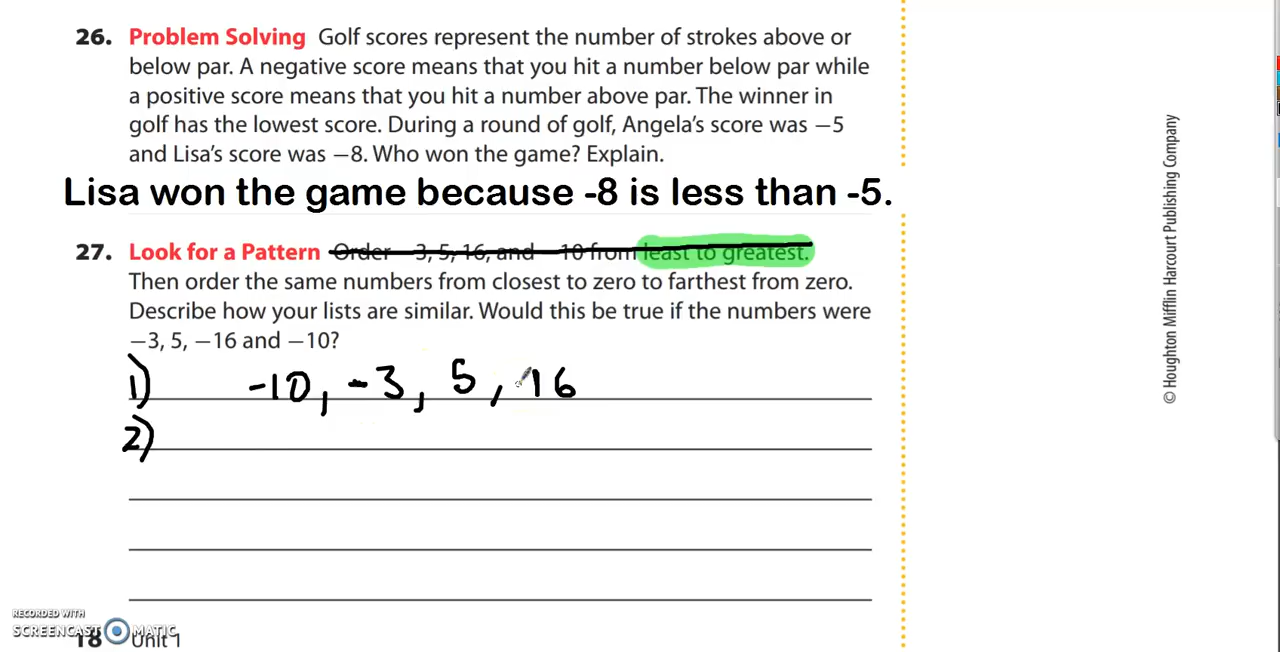 26. Problem Solving Golf scores represent the number of strokes above or
below par. A negative score means that you hit a number below par while
a positive score means that you hit a number above par. The winner in
golf has the lowest score. During a round of golf, Angela's score was −5
and Lisa's score was −8. Who won the game? Explain.
Lisa won the game because -8 is less than -5.
27. Look for a Pattern Order −3, 5, 16, and −10 from least to greatest.
Then order the same numbers from closest to zero to farthest from zero.
Describe how your lists are similar. Would this be true if the numbers were
−3, 5, −16 and −10?
1) -10, -3, 5, 16
2)
RECORDED WITH
SCREENCAST MATIC
18 Unit 1
© Houghton Mifflin Harcourt Publishing Company